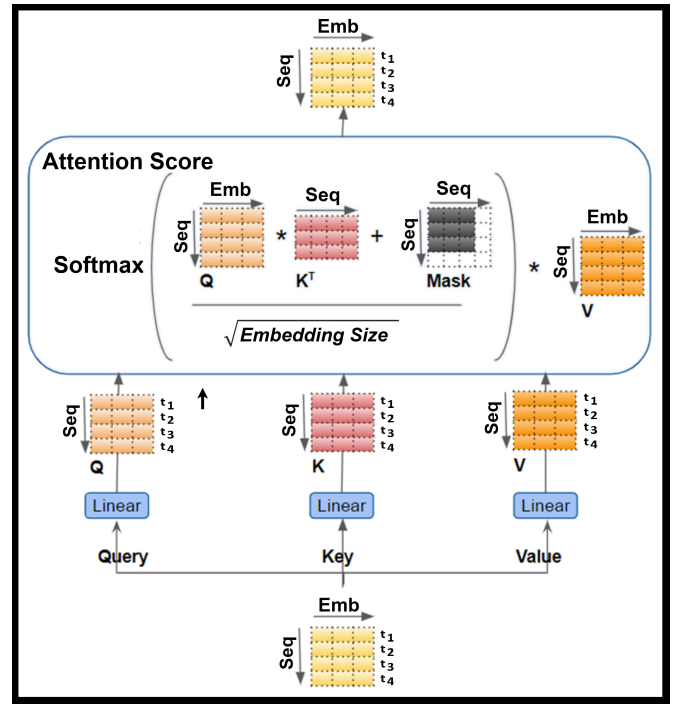 Emb
Seq
t1
t2
t3
t4
Attention Score
Softmax
Emb
Seq
Q
*
Seq
K^T
+
Seq
Seq
Mask
√Embedding Size
*
Emb
Seq
V
Seq
t1
t2
t3
t4
Q
Seq
t1
t2
t3
t4
K
Seq
t1
t2
t3
t4
V
Linear
Linear
Linear
Query
Key
Value
Emb
Seq
t1
t2
t3
t4